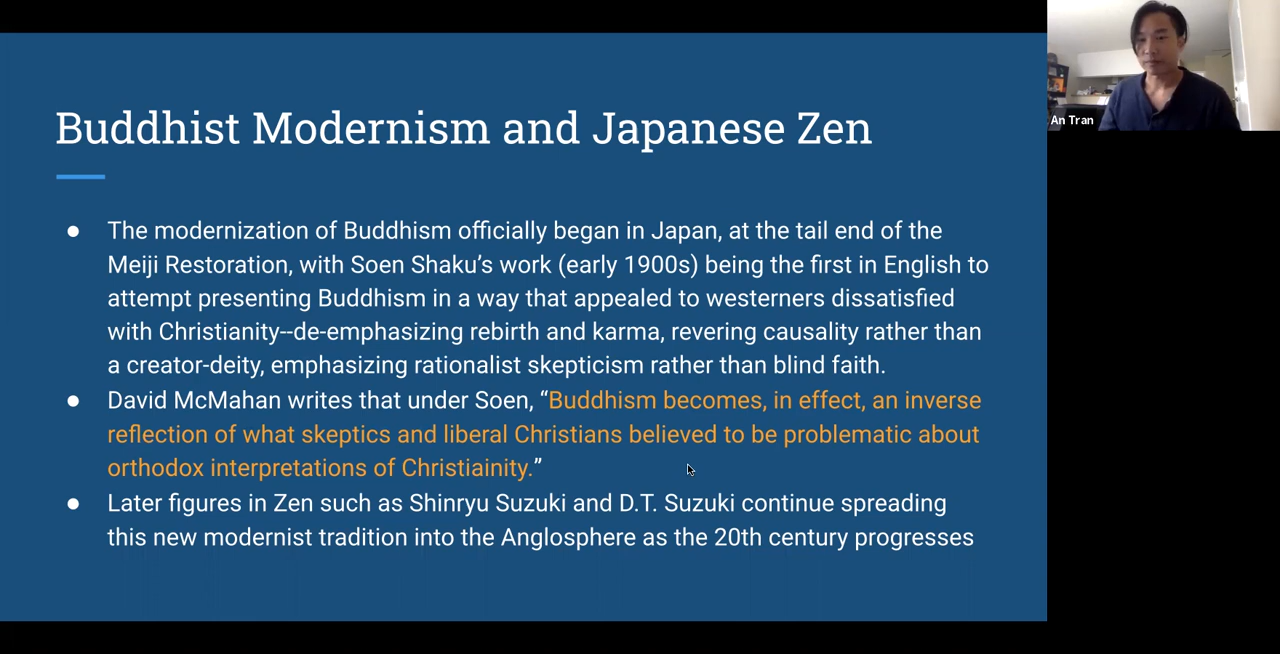 Buddhist Modernism and Japanese Zen
● The modernization of Buddhism officially began in Japan, at the tail end of the
Meiji Restoration, with Soen Shaku’s work (early 1900s) being the first in English to
attempt presenting Buddhism in a way that appealed to westerners dissatisfied
with Christianity--de-emphasizing rebirth and karma, revering causality rather than
a creator-deity, emphasizing rationalist skepticism rather than blind faith.
● David McMahan writes that under Soen, “Buddhism becomes, in effect, an inverse
reflection of what skeptics and liberal Christians believed to be problematic about
orthodox interpretations of Christiainity.”
● Later figures in Zen such as Shinryu Suzuki and D.T. Suzuki continue spreading
this new modernist tradition into the Anglosphere as the 20th century progresses
An Tran